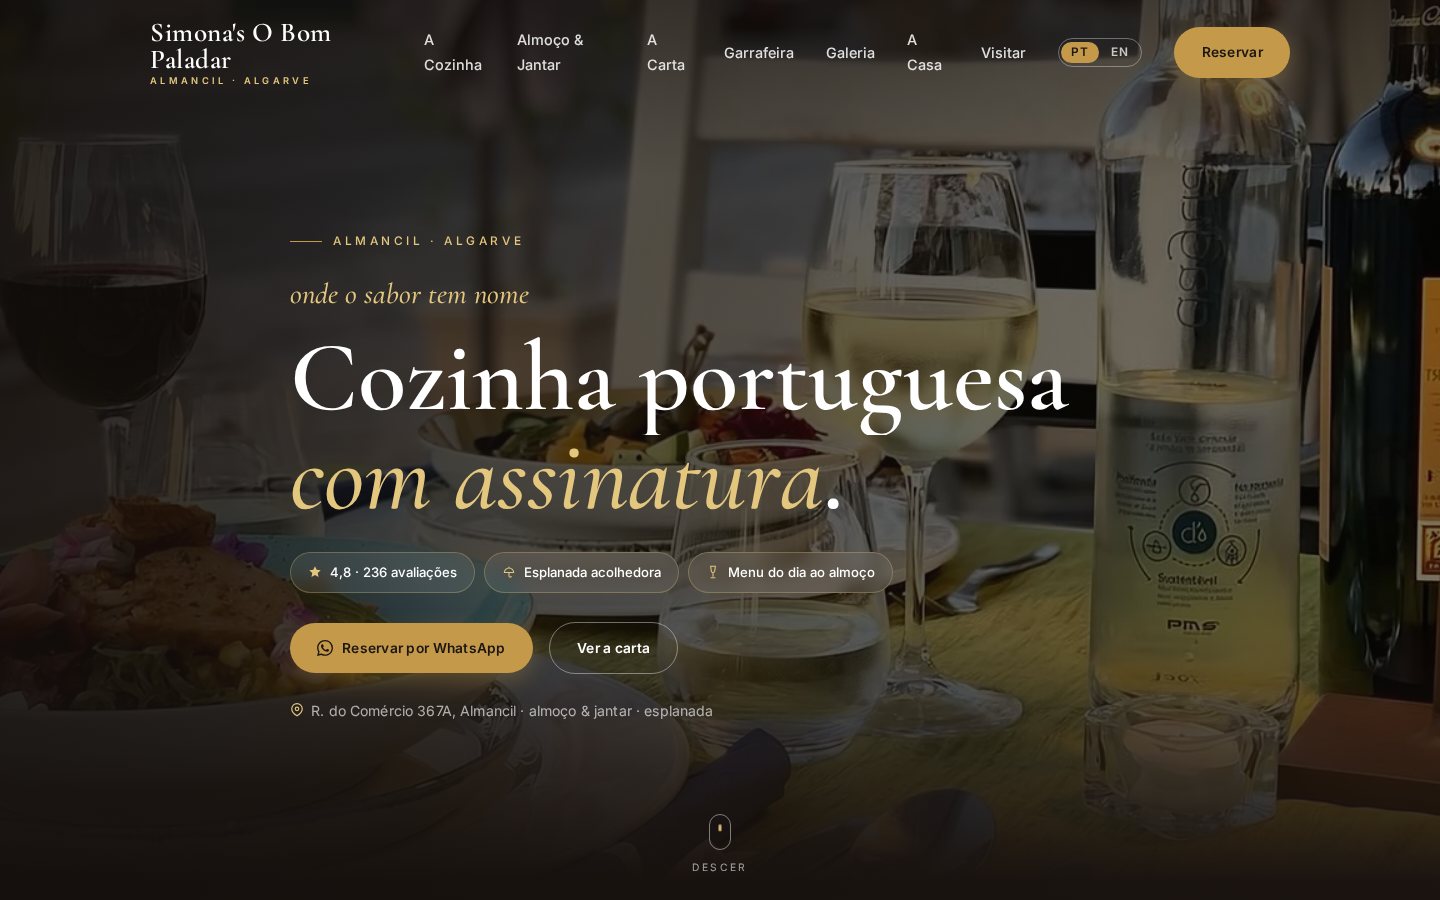 Simona's O Bom
Paladar
ALMANCIL · ALGARVE
A
Cozinha
Almoço &
Jantar
A
Carta
Garrafeira
Galeria
A
Casa
Visitar
PT EN
Reservar
ALMANCIL · ALGARVE
onde o sabor tem nome
Cozinha portuguesa
com assinatura.
4,8 · 236 avaliações
Esplanada acolhedora
Menu do dia ao almoço
Reservar por WhatsApp
Ver a carta
R. do Comércio 367A, Almancil · almoço & jantar · esplanada
DESCER